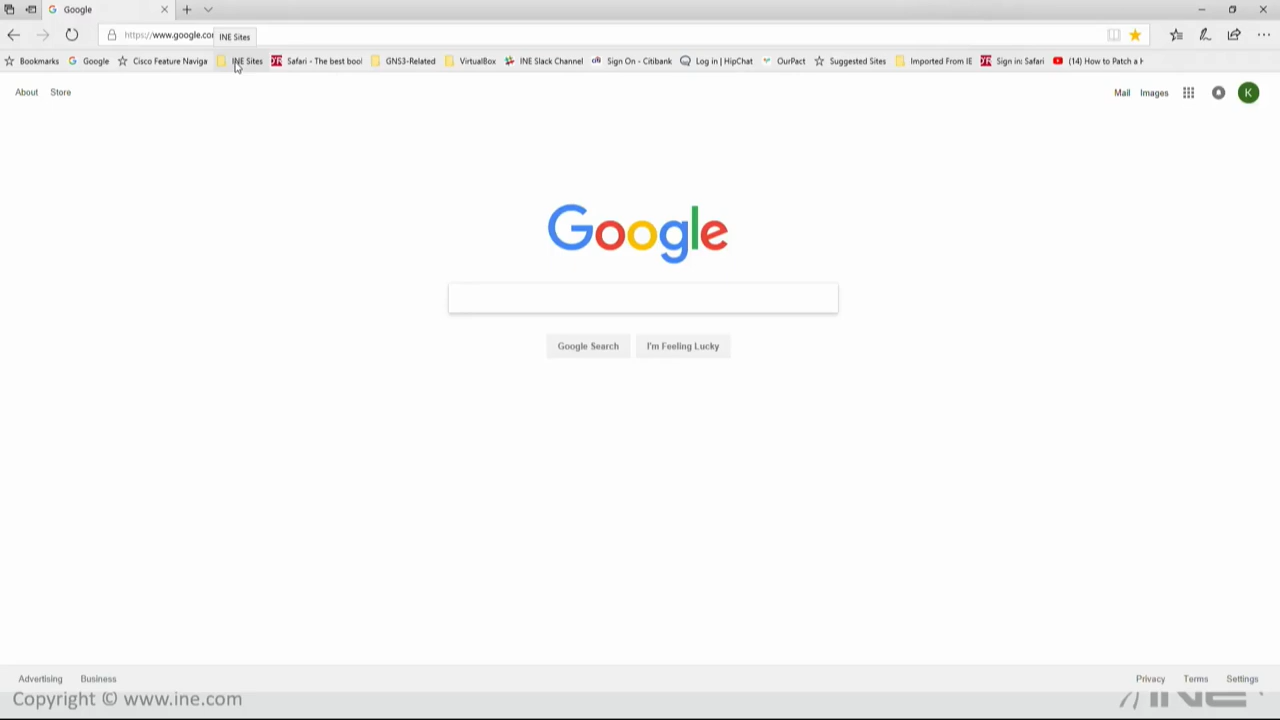 Google
https://www.google.co
INE Sites
Bookmarks Google Cisco Feature Naviga INE Sites Safari - The best bool GNS3-Related VirtualBox INE Slack Channel Sign On - Citibank Log in | HipChat OurPact Suggested Sites Imported From IE Sign in: Safari (14) How to Patch a H
About Store Mail Images K
Google
Google Search I'm Feeling Lucky
Advertising Business Privacy Terms Settings
Copyright © www.ine.com INE